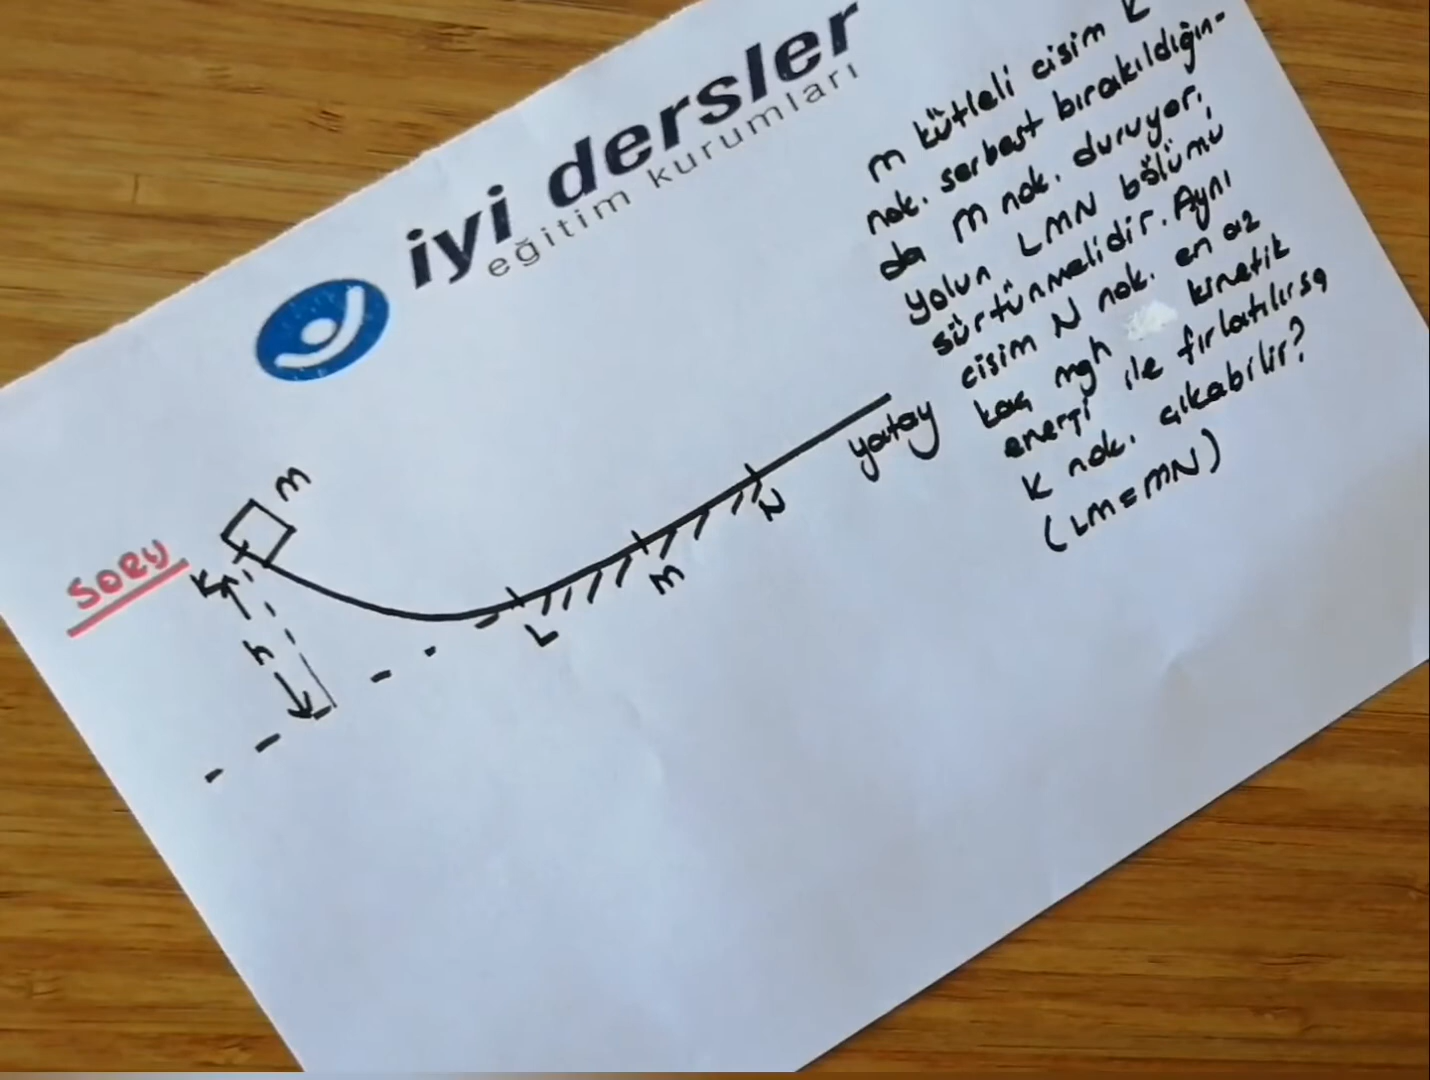 iyi dersler
eğitim kurumları
m kütleli cisim K
nok. serbest bırakıldığın-
da M nok. duruyor.
yolun LMN bölümü
sürtünmelidir. Aynı
cisim N nok. en az
kaç mgh kinetik
enerji ile fırlatılırsa
K nok. çıkabilir?
(LM=MN)
SORU
m
K
h
L
M
N
yatay